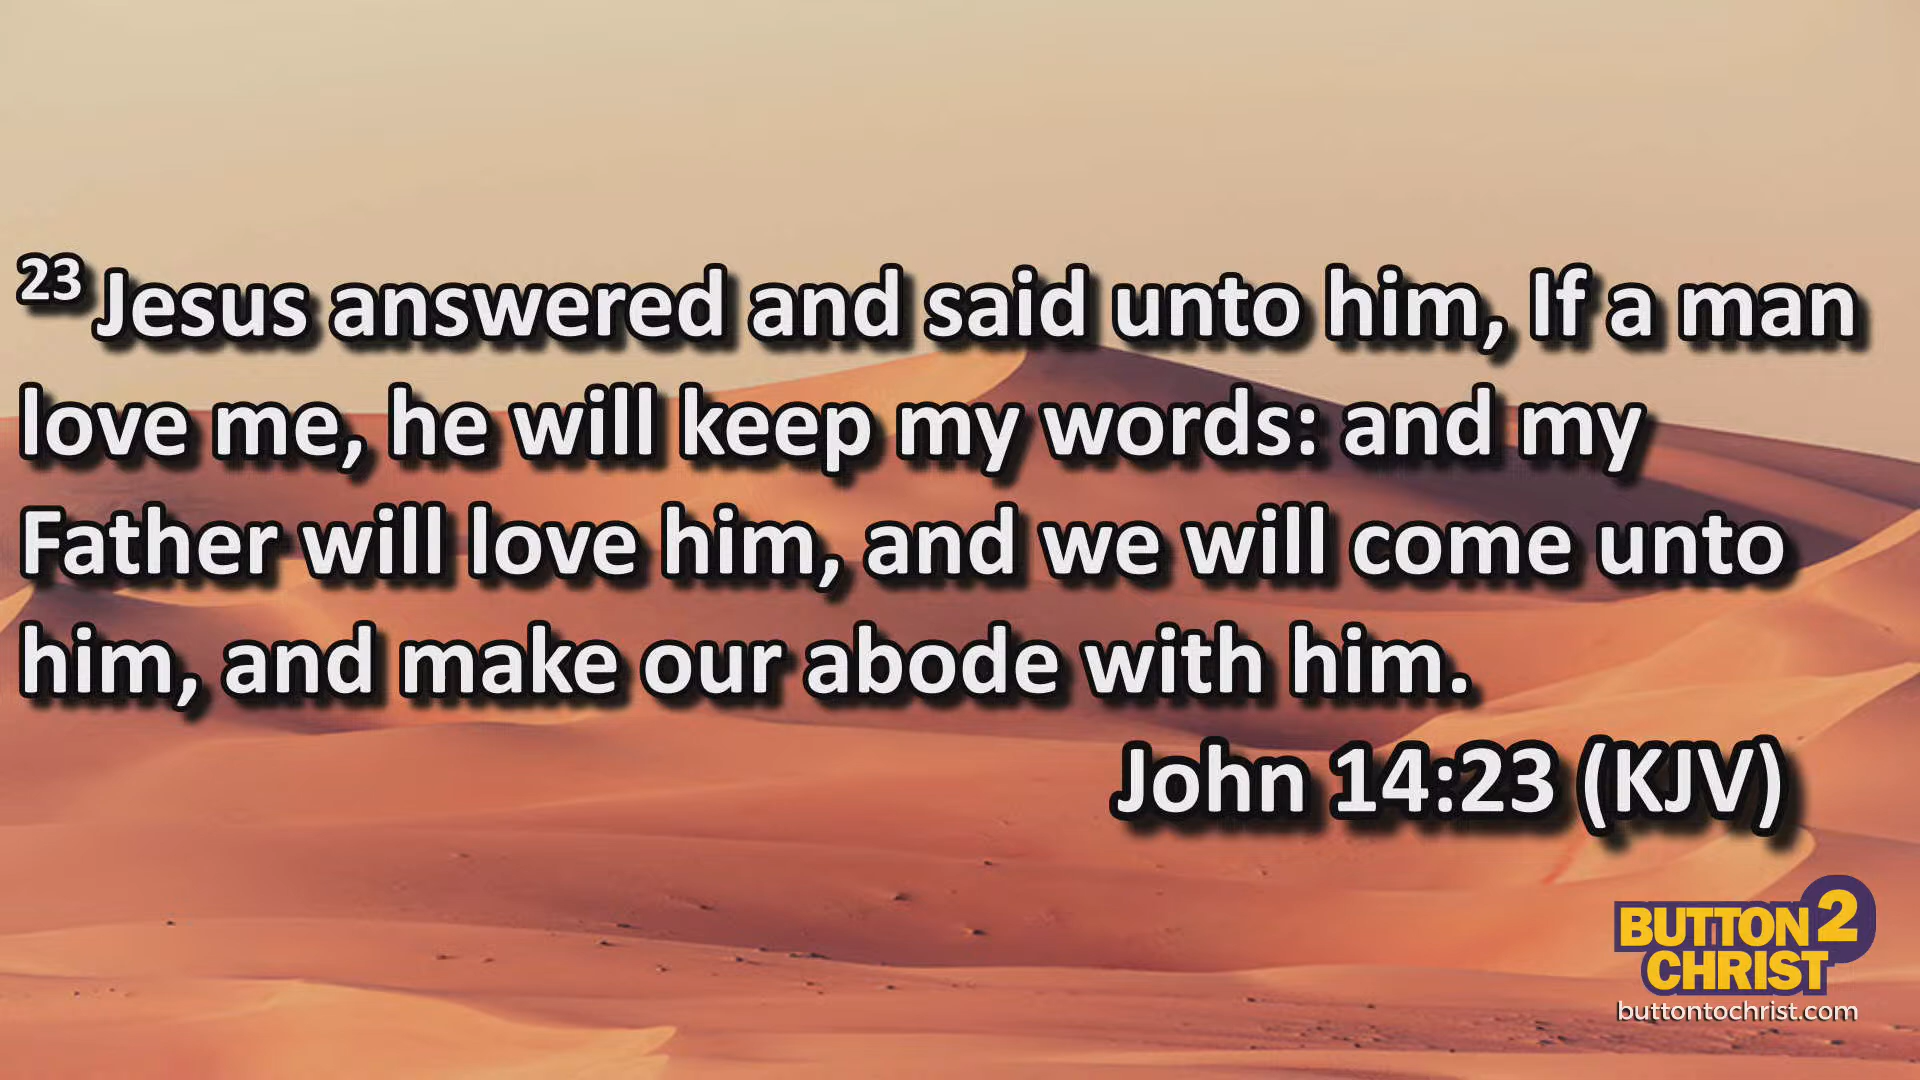 23 Jesus answered and said unto him, If a man
love me, he will keep my words: and my
Father will love him, and we will come unto
him, and make our abode with him.
John 14:23 (KJV)
BUTTON 2
CHRIST
buttontochrist.com